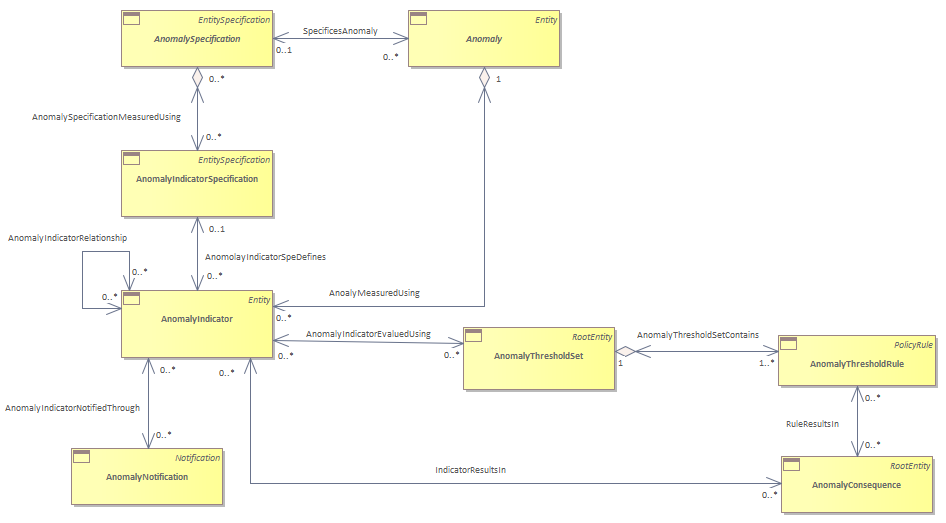 EntitySpecification
AnomalySpecification
SpecificesAnomaly
0..1
0..*
Entity
Anomaly
0..*
1
AnomalySpecificationMeasuredUsing
0..*
EntitySpecification
AnomalyIndicatorSpecification
0..1
AnomalyIndicatorRelationship
AnomolayIndicatorSpeDefines
0..*
0..*
0..*
Entity
AnomalyIndicator
AnoalyMeasuredUsing
0..*
AnomalyIndicatorEvaluedUsing
0..*
0..*
RootEntity
AnomalyThresholdSet
AnomalyThresholdSetContains
1
1..*
PolicyRule
AnomalyThresholdRule
0..*
0..*
0..*
RuleResultsIn
0..*
AnomalyIndicatorNotifiedThrough
0..*
Notification
AnomalyNotification
IndicatorResultsIn
0..*
RootEntity
AnomalyConsequence